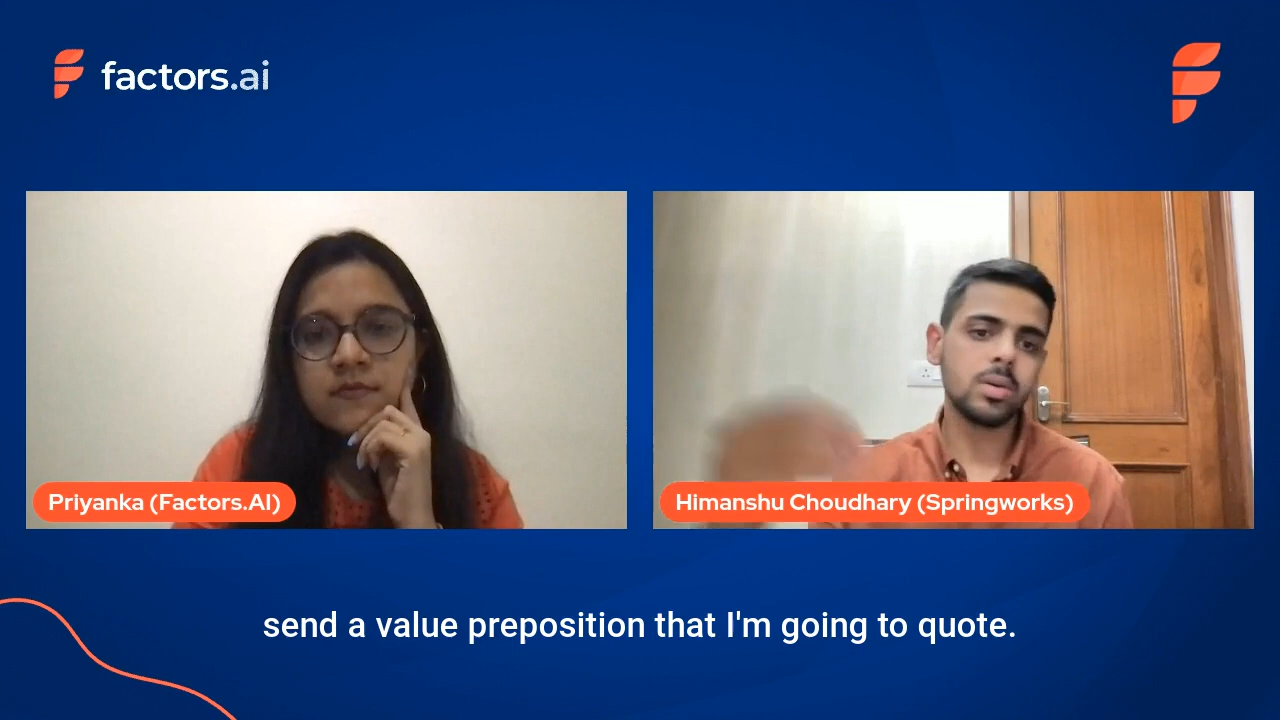 factors.ai
Priyanka (Factors.AI)
Himanshu Choudhary (Springworks)
send a value preposition that I'm going to quote.